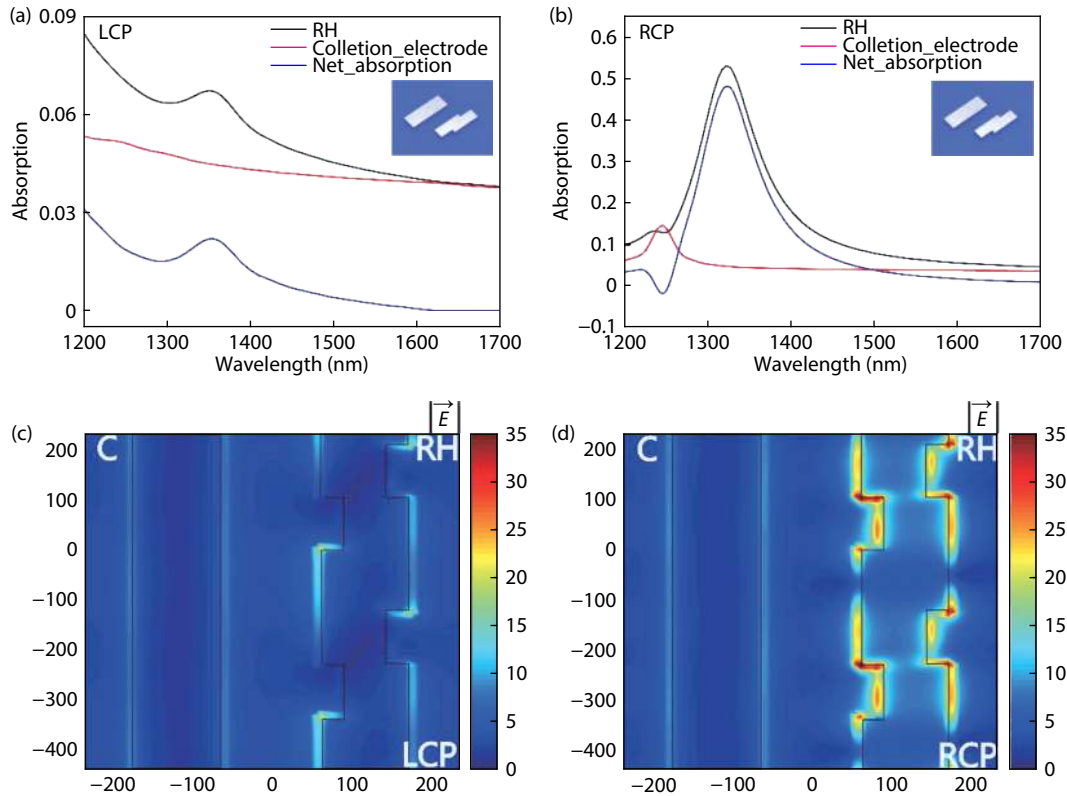 (a)
LCP
RH
Colletion_electrode
Net_absorption
Absorption
0.09
0.06
0.03
0
1200 1300 1400 1500 1600 1700
Wavelength (nm)
(b)
RCP
RH
Colletion_electrode
Net_absorption
Absorption
0.6
0.5
0.4
0.3
0.2
0.1
0
−0.1
1200 1300 1400 1500 1600 1700
Wavelength (nm)
(c)
E
C
RH
LCP
200
100
0
−100
−200
−300
−400
−200 −100 0 100 200
35
30
25
20
15
10
5
0
(d)
E
C
RH
RCP
200
100
0
−100
−200
−300
−400
−200 −100 0 100 200
35
30
25
20
15
10
5
0